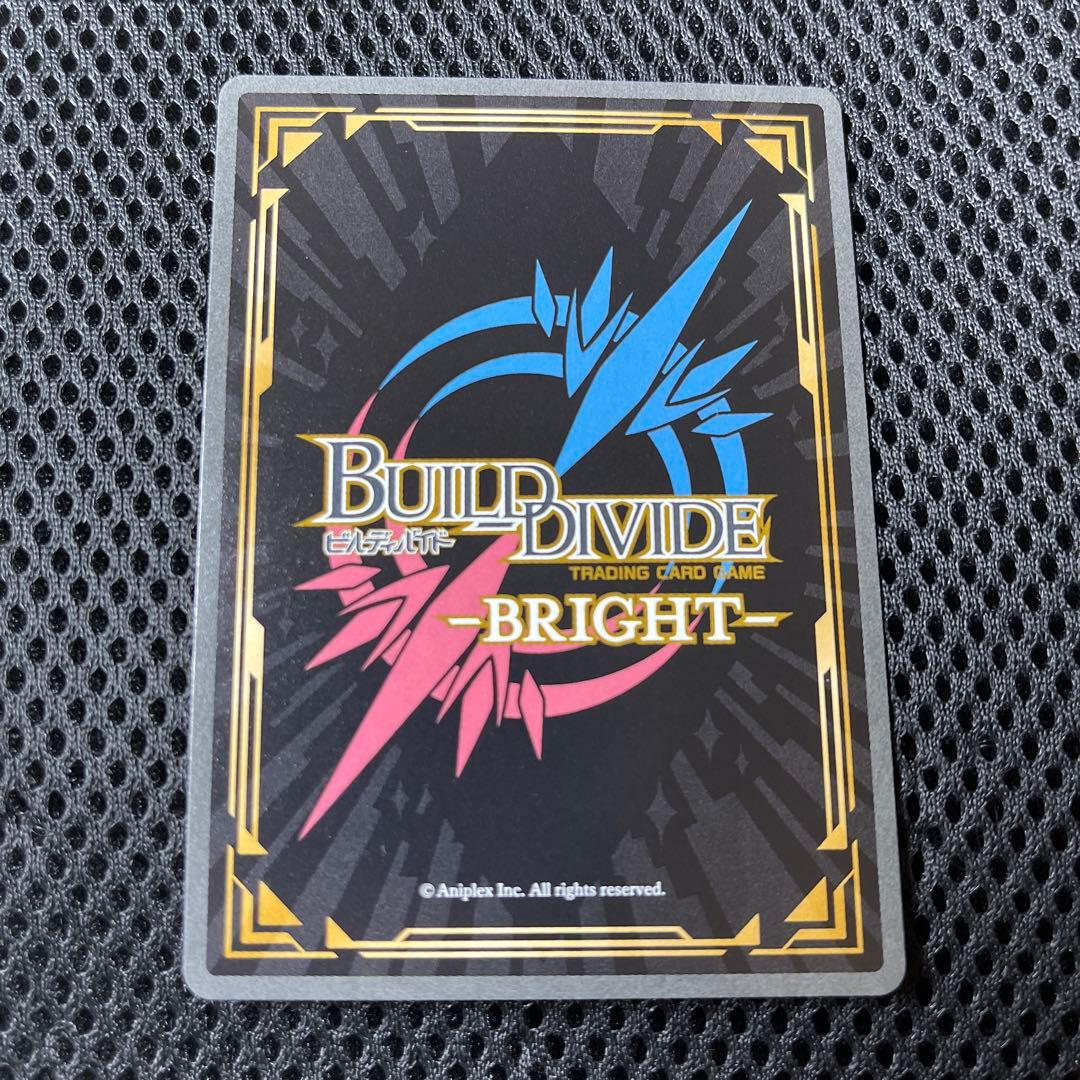 BUILD DIVIDE
ビルディバイド
TRADING CARD GAME
-BRIGHT-
© Aniplex Inc. All rights reserved.